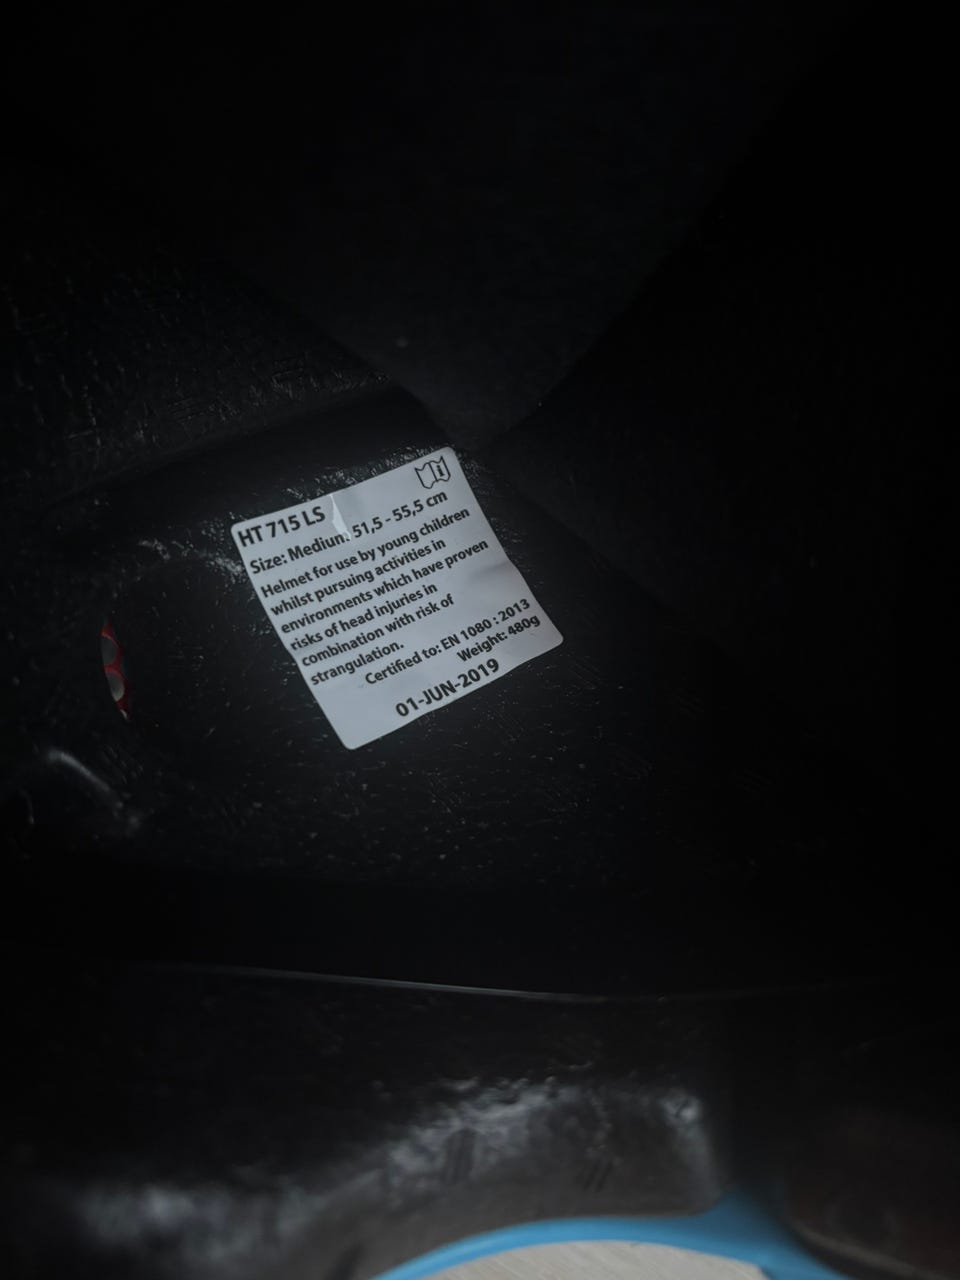 HT 715 LS
Size: Medium, 51,5 - 55,5 cm
Helmet for use by young children
whilst pursuing activities in
environments which have proven
risks of head injuries in
combination with risk of
strangulation.
Certified to: EN 1080 : 2013
Weight: 480g
01-JUN-2019